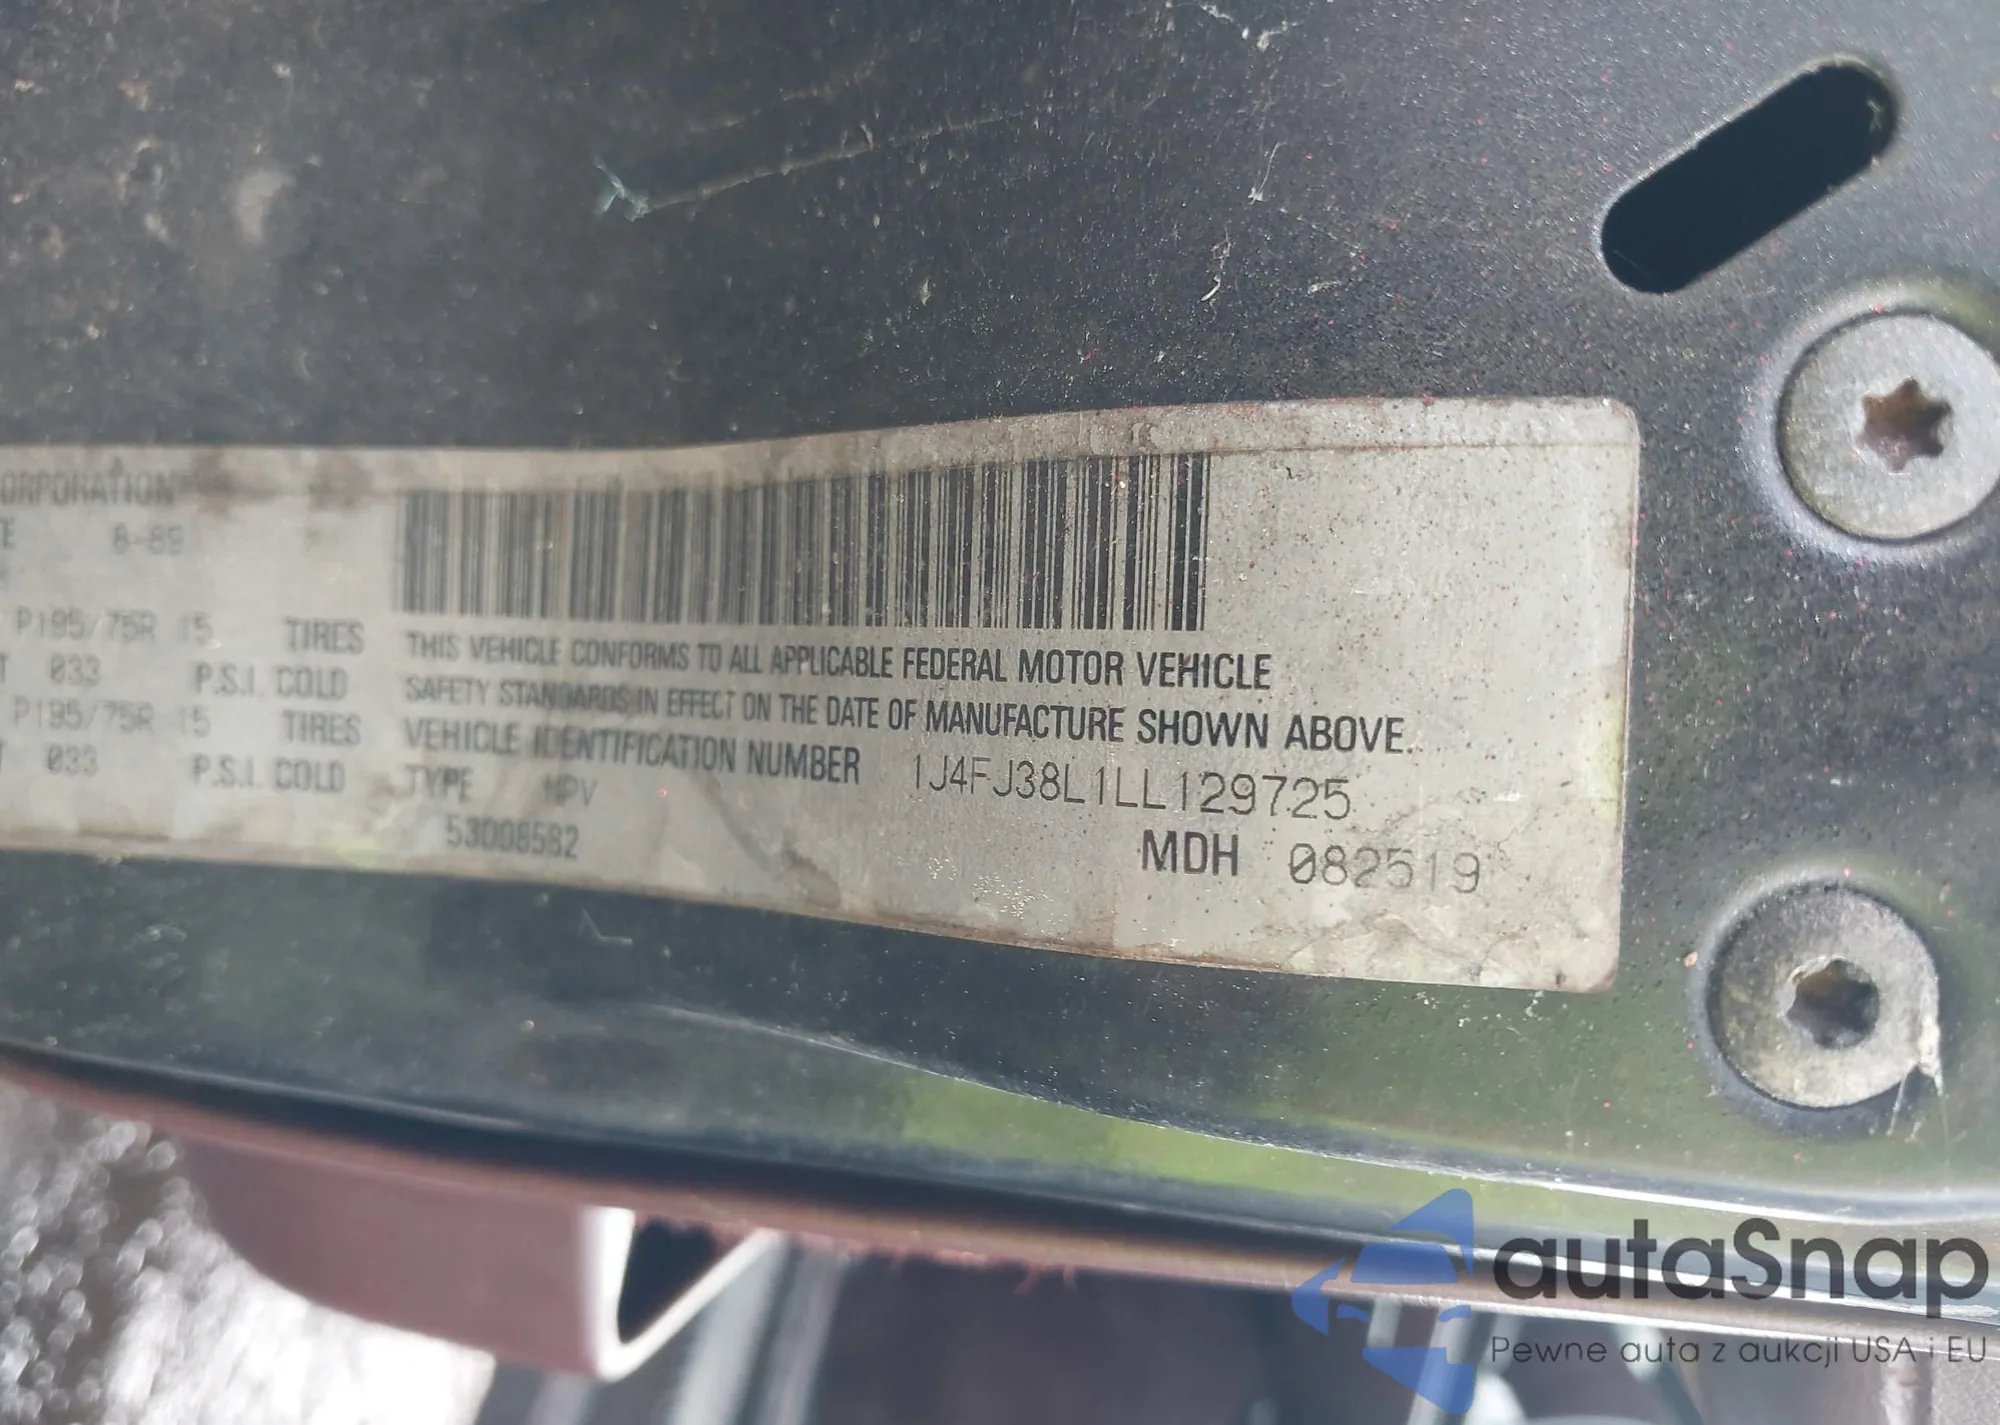 ORPORATION
TE 8-89
P195/75R 15 TIRES
T 033 P.S.I. COLD
P195/75R 15 TIRES
T 033 P.S.I. COLD
THIS VEHICLE CONFORMS TO ALL APPLICABLE FEDERAL MOTOR VEHICLE
SAFETY STANDARDS IN EFFECT ON THE DATE OF MANUFACTURE SHOWN ABOVE.
VEHICLE IDENTIFICATION NUMBER 1J4FJ38L1LL129725
TYPE MPV
53008582
MDH 082519
autaSnap
Pewne auta z aukcji USA i EU